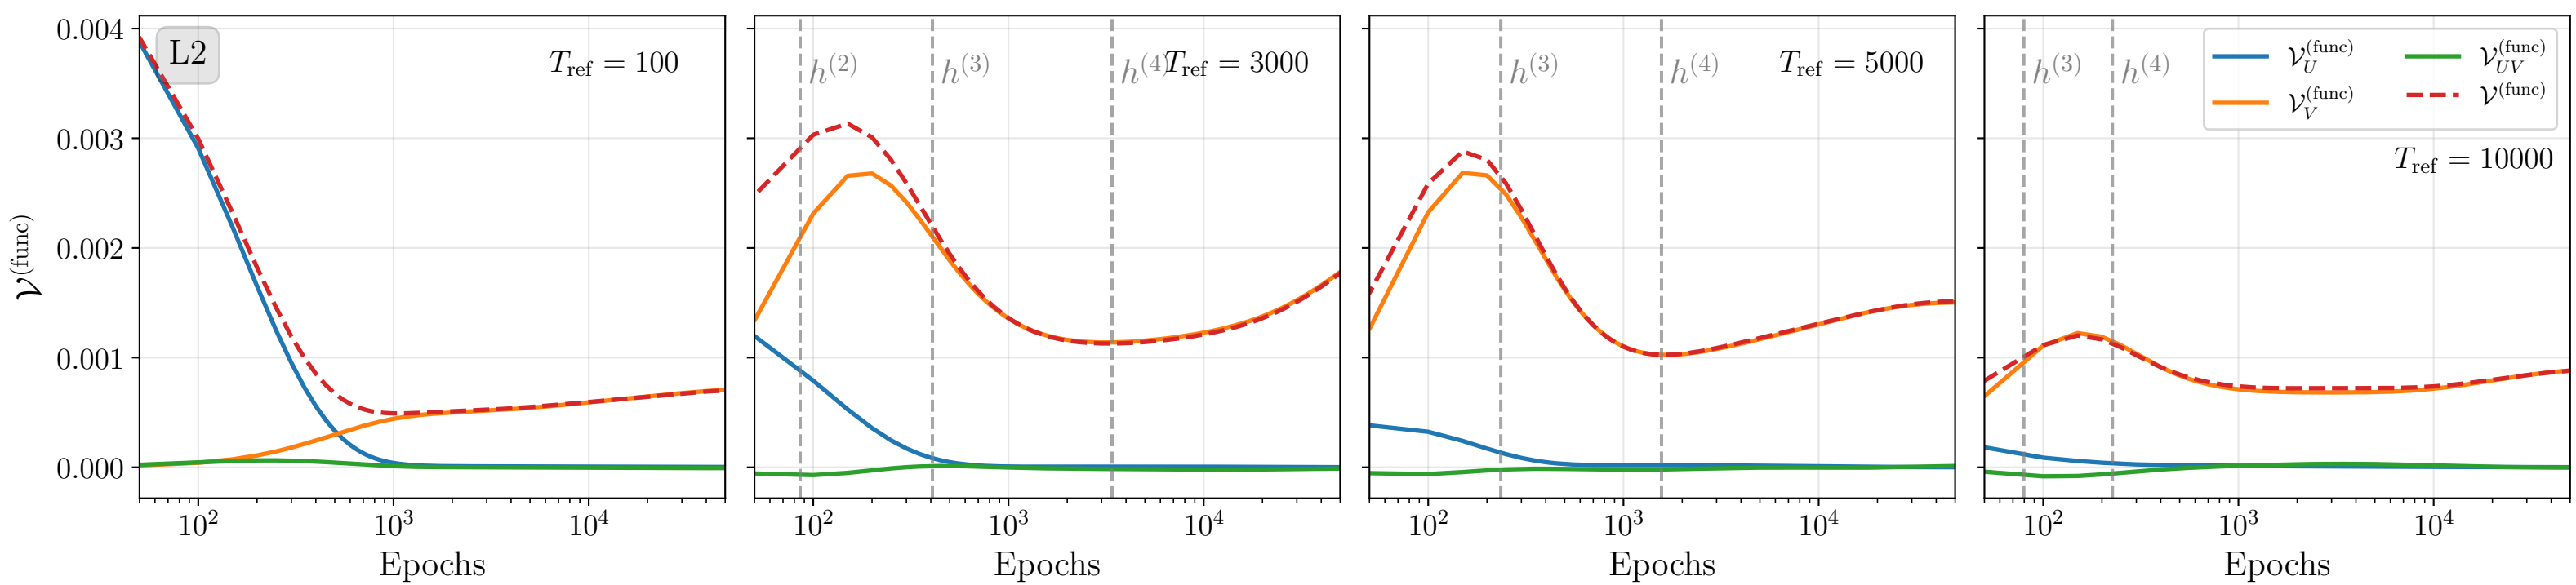 L2
T_ref = 100
𝒱^(func)
0.004
0.003
0.002
0.001
0.000
10^2
10^3
10^4
Epochs
h^(2)
h^(3)
h^(4)
T_ref = 3000
10^2
10^3
10^4
Epochs
h^(3)
h^(4)
T_ref = 5000
10^2
10^3
10^4
Epochs
h^(3)
h^(4)
𝒱_U^(func)
𝒱_V^(func)
𝒱_UV^(func)
𝒱^(func)
T_ref = 10000
10^2
10^3
10^4
Epochs